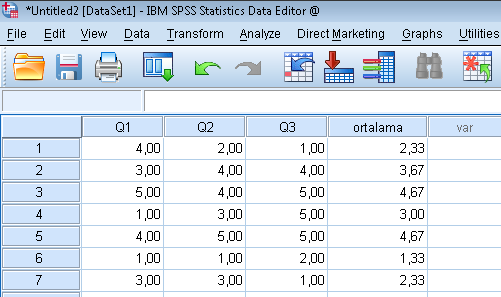 *Untitled2 [DataSet1] - IBM SPSS Statistics Data Editor @
File Edit View Data Transform Analyze Direct Marketing Graphs Utilities
Q1 Q2 Q3 ortalama var
1 4,00 2,00 1,00 2,33
2 3,00 4,00 4,00 3,67
3 5,00 4,00 5,00 4,67
4 1,00 3,00 5,00 3,00
5 4,00 5,00 5,00 4,67
6 1,00 1,00 2,00 1,33
7 3,00 3,00 1,00 2,33